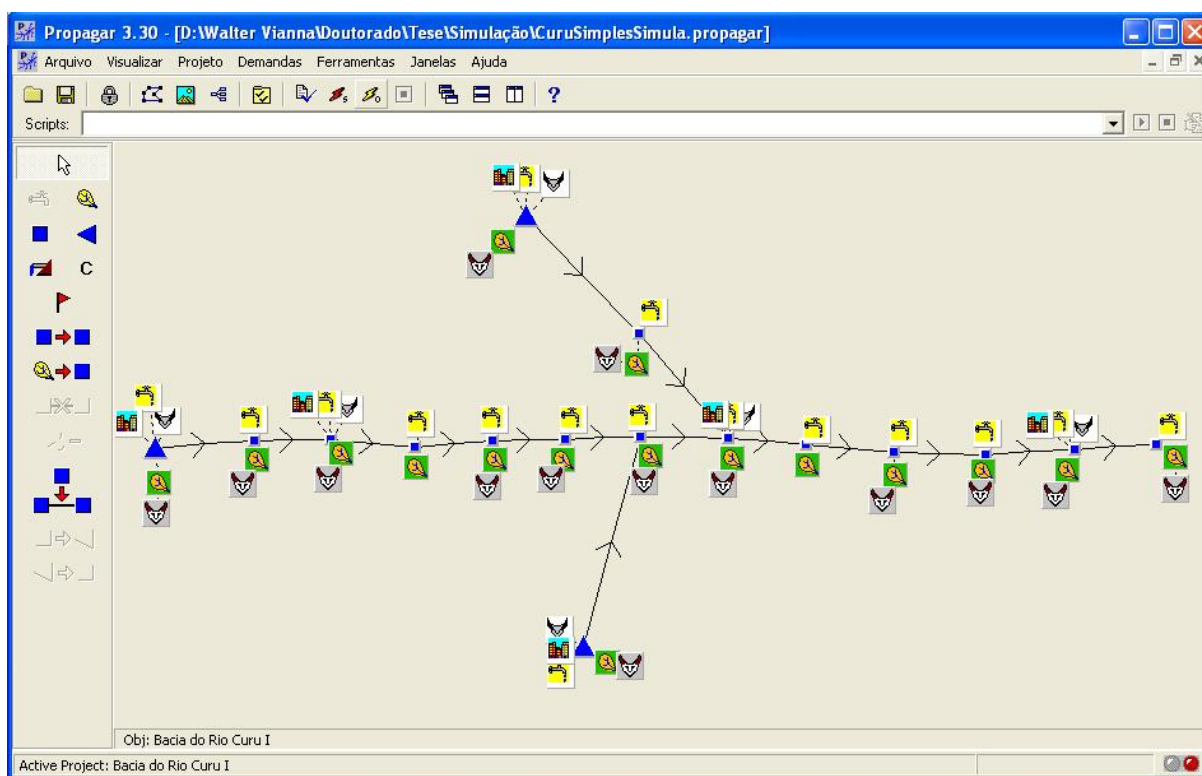 Propagar 3.30 - [D:\Walter Vianna\Doutorado\Tese\Simulação\CuruSimplesSimula.propagar]
Arquivo Visualizar Projeto Demandas Ferramentas Janelas Ajuda
Scripts:
C
Obj: Bacia do Rio Curu I
Active Project: Bacia do Rio Curu I